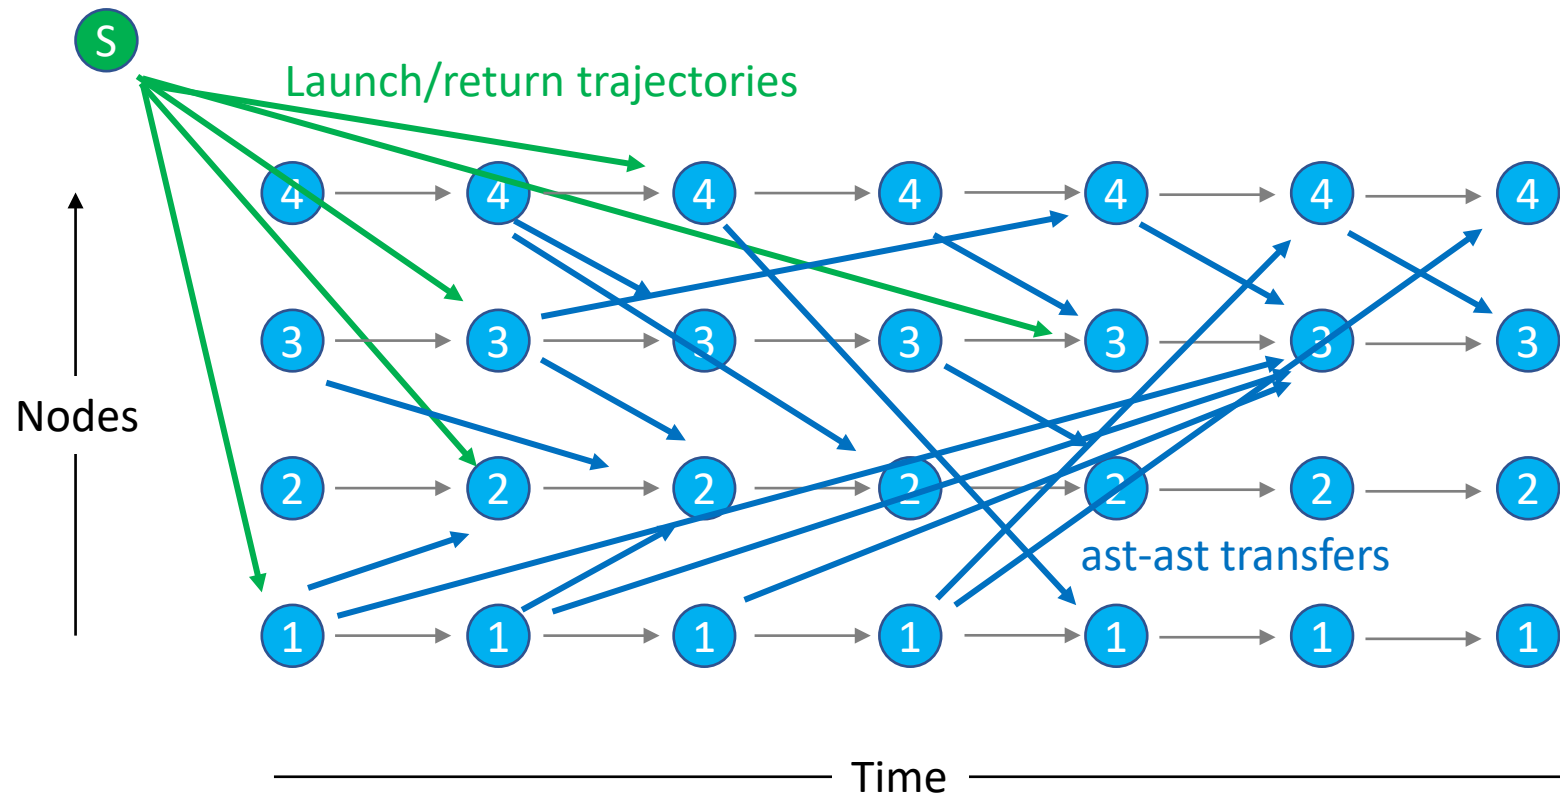 S
Launch/return trajectories
4 4 4 4 4 4 4
3 3 3 3 3 3 3
Nodes
2 2 2 2 2 2 2
ast-ast transfers
1 1 1 1 1 1 1
Time